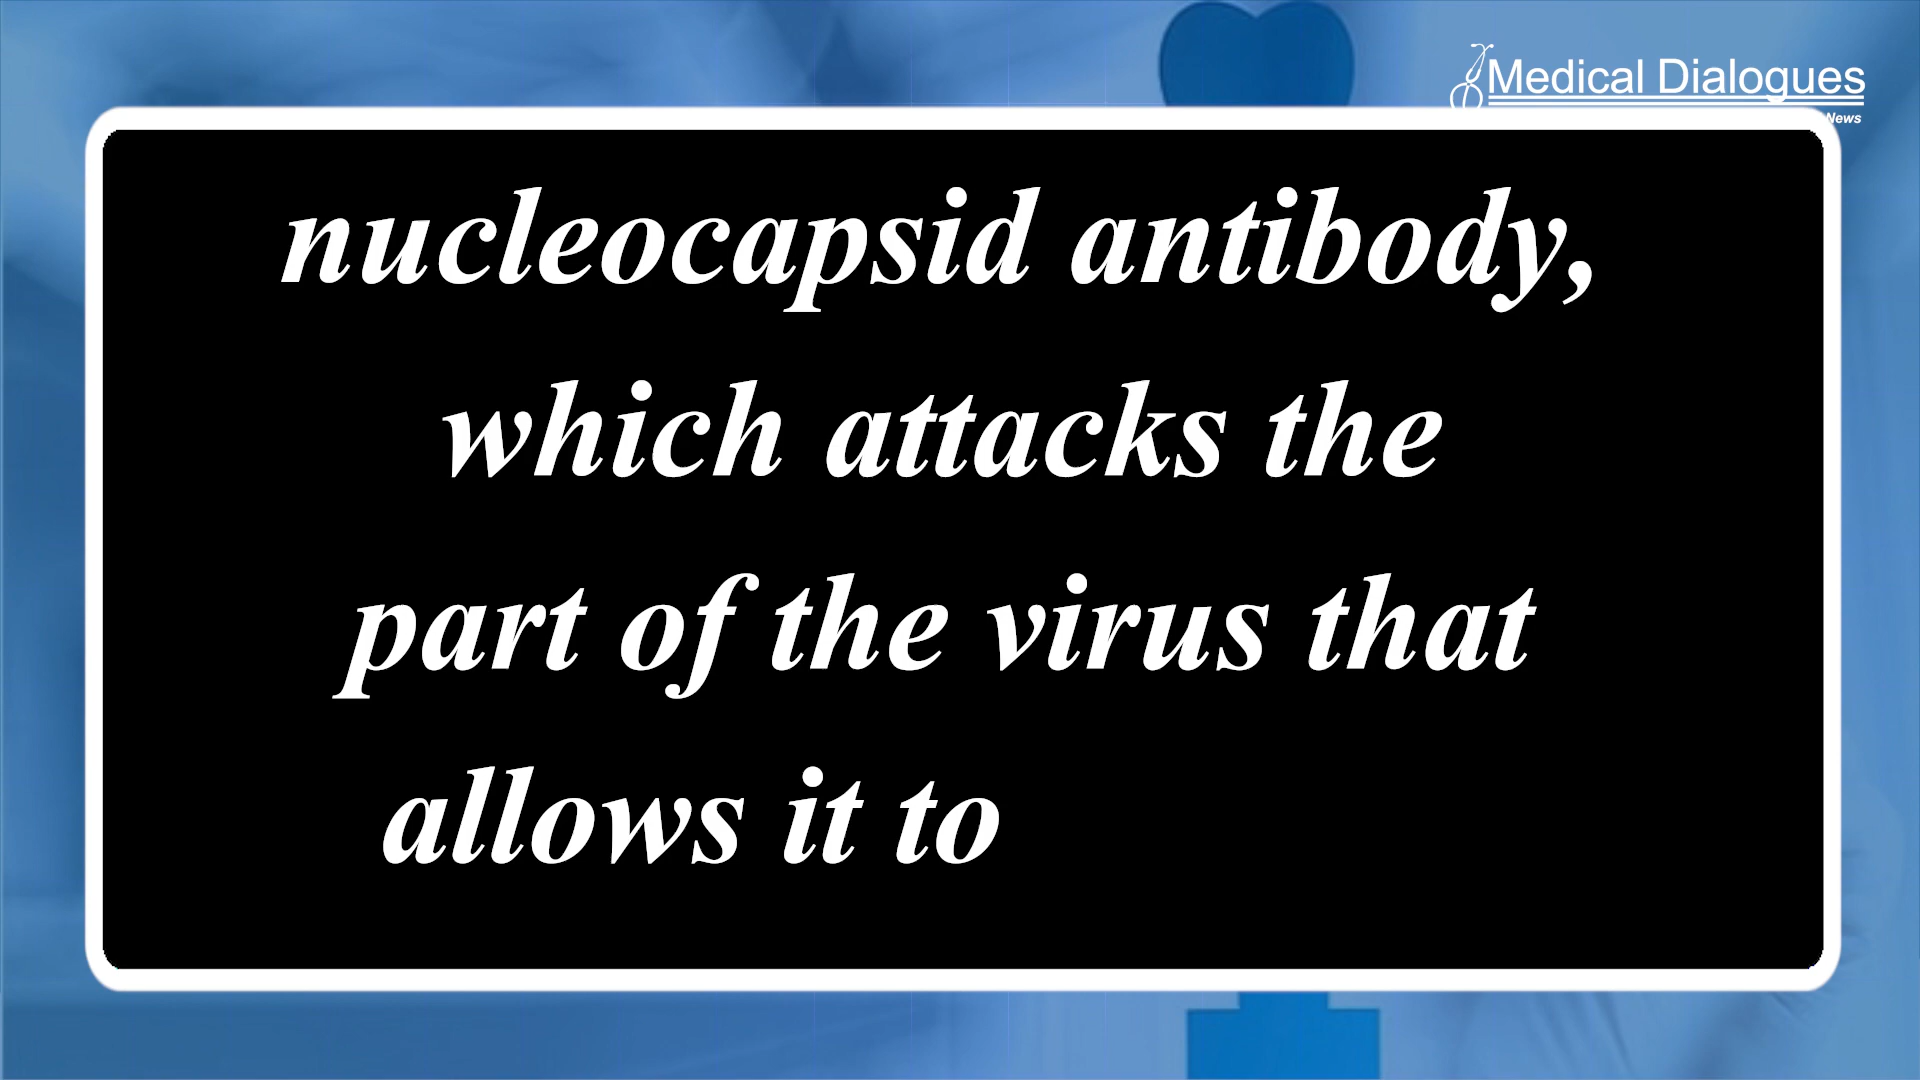 Medical Dialogues
News
nucleocapsid antibody,
which attacks the
part of the virus that
allows it to